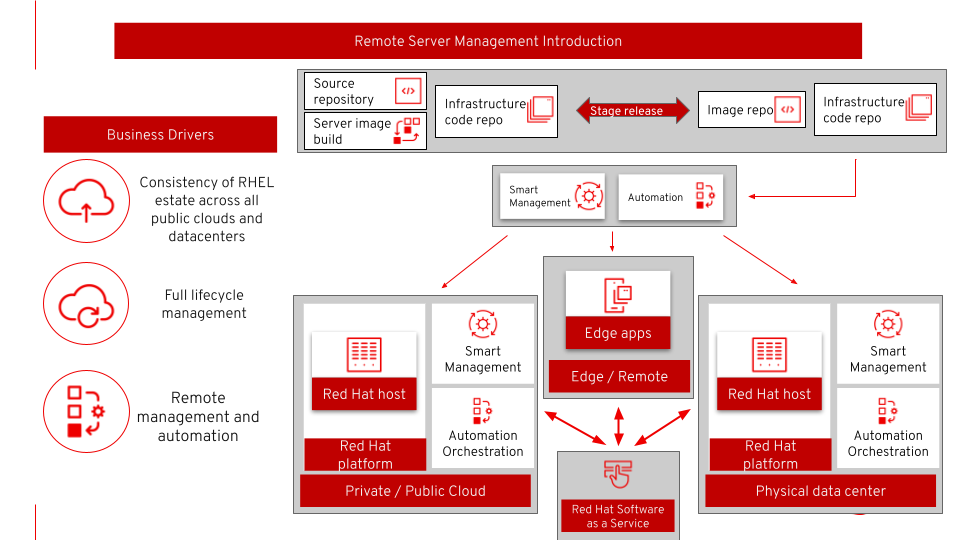 Remote Server Management Introduction
Business Drivers
Consistency of RHEL
estate across all
public clouds and
datacenters
Full lifecycle
management
Remote
management and
automation
Source
repository
</>
Server image
build
Infrastructure
code repo
Stage release
Image repo
</>
Infrastructure
code repo
Smart
Management
Automation
Red Hat host
Red Hat
platform
Smart
Management
Automation
Orchestration
Private / Public Cloud
Edge apps
Edge / Remote
Red Hat Software
as a Service
Red Hat host
Red Hat
platform
Smart
Management
Automation
Orchestration
Physical data center